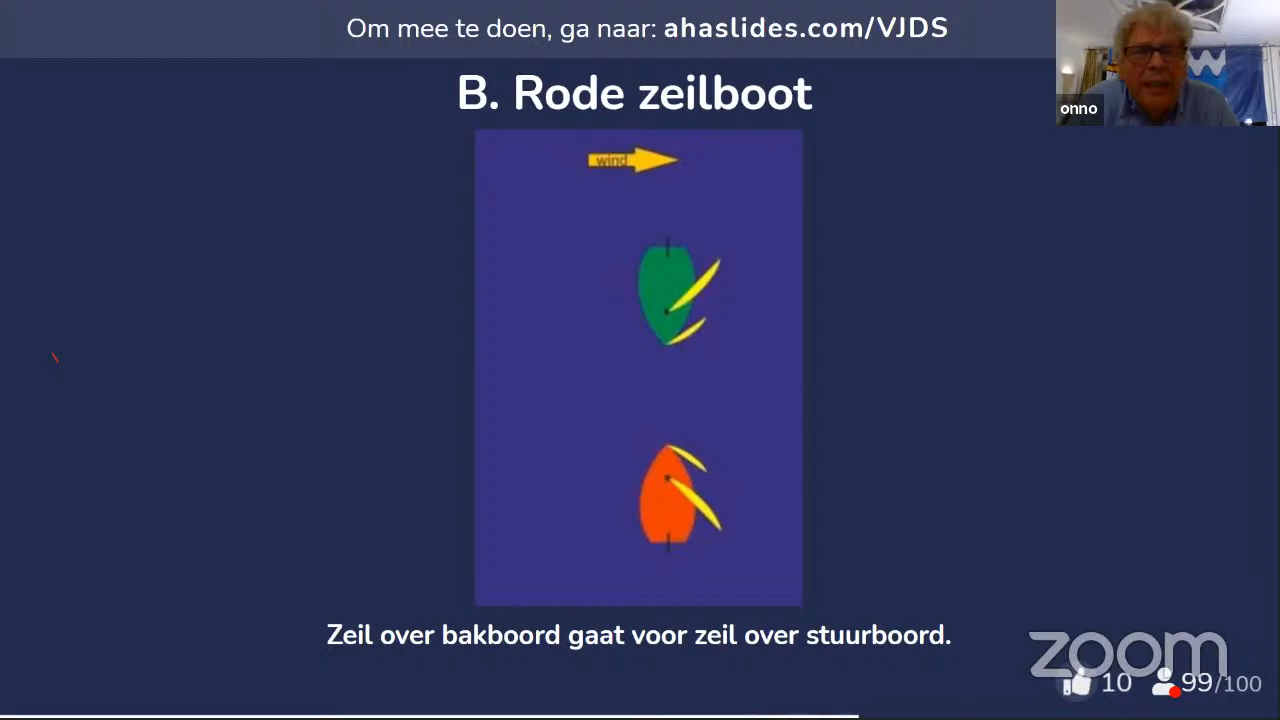 Om mee te doen, ga naar: ahaslides.com/VJDS
B. Rode zeilboot
onno
wind
Zeil over bakboord gaat voor zeil over stuurboord.
zoom
10 99/100